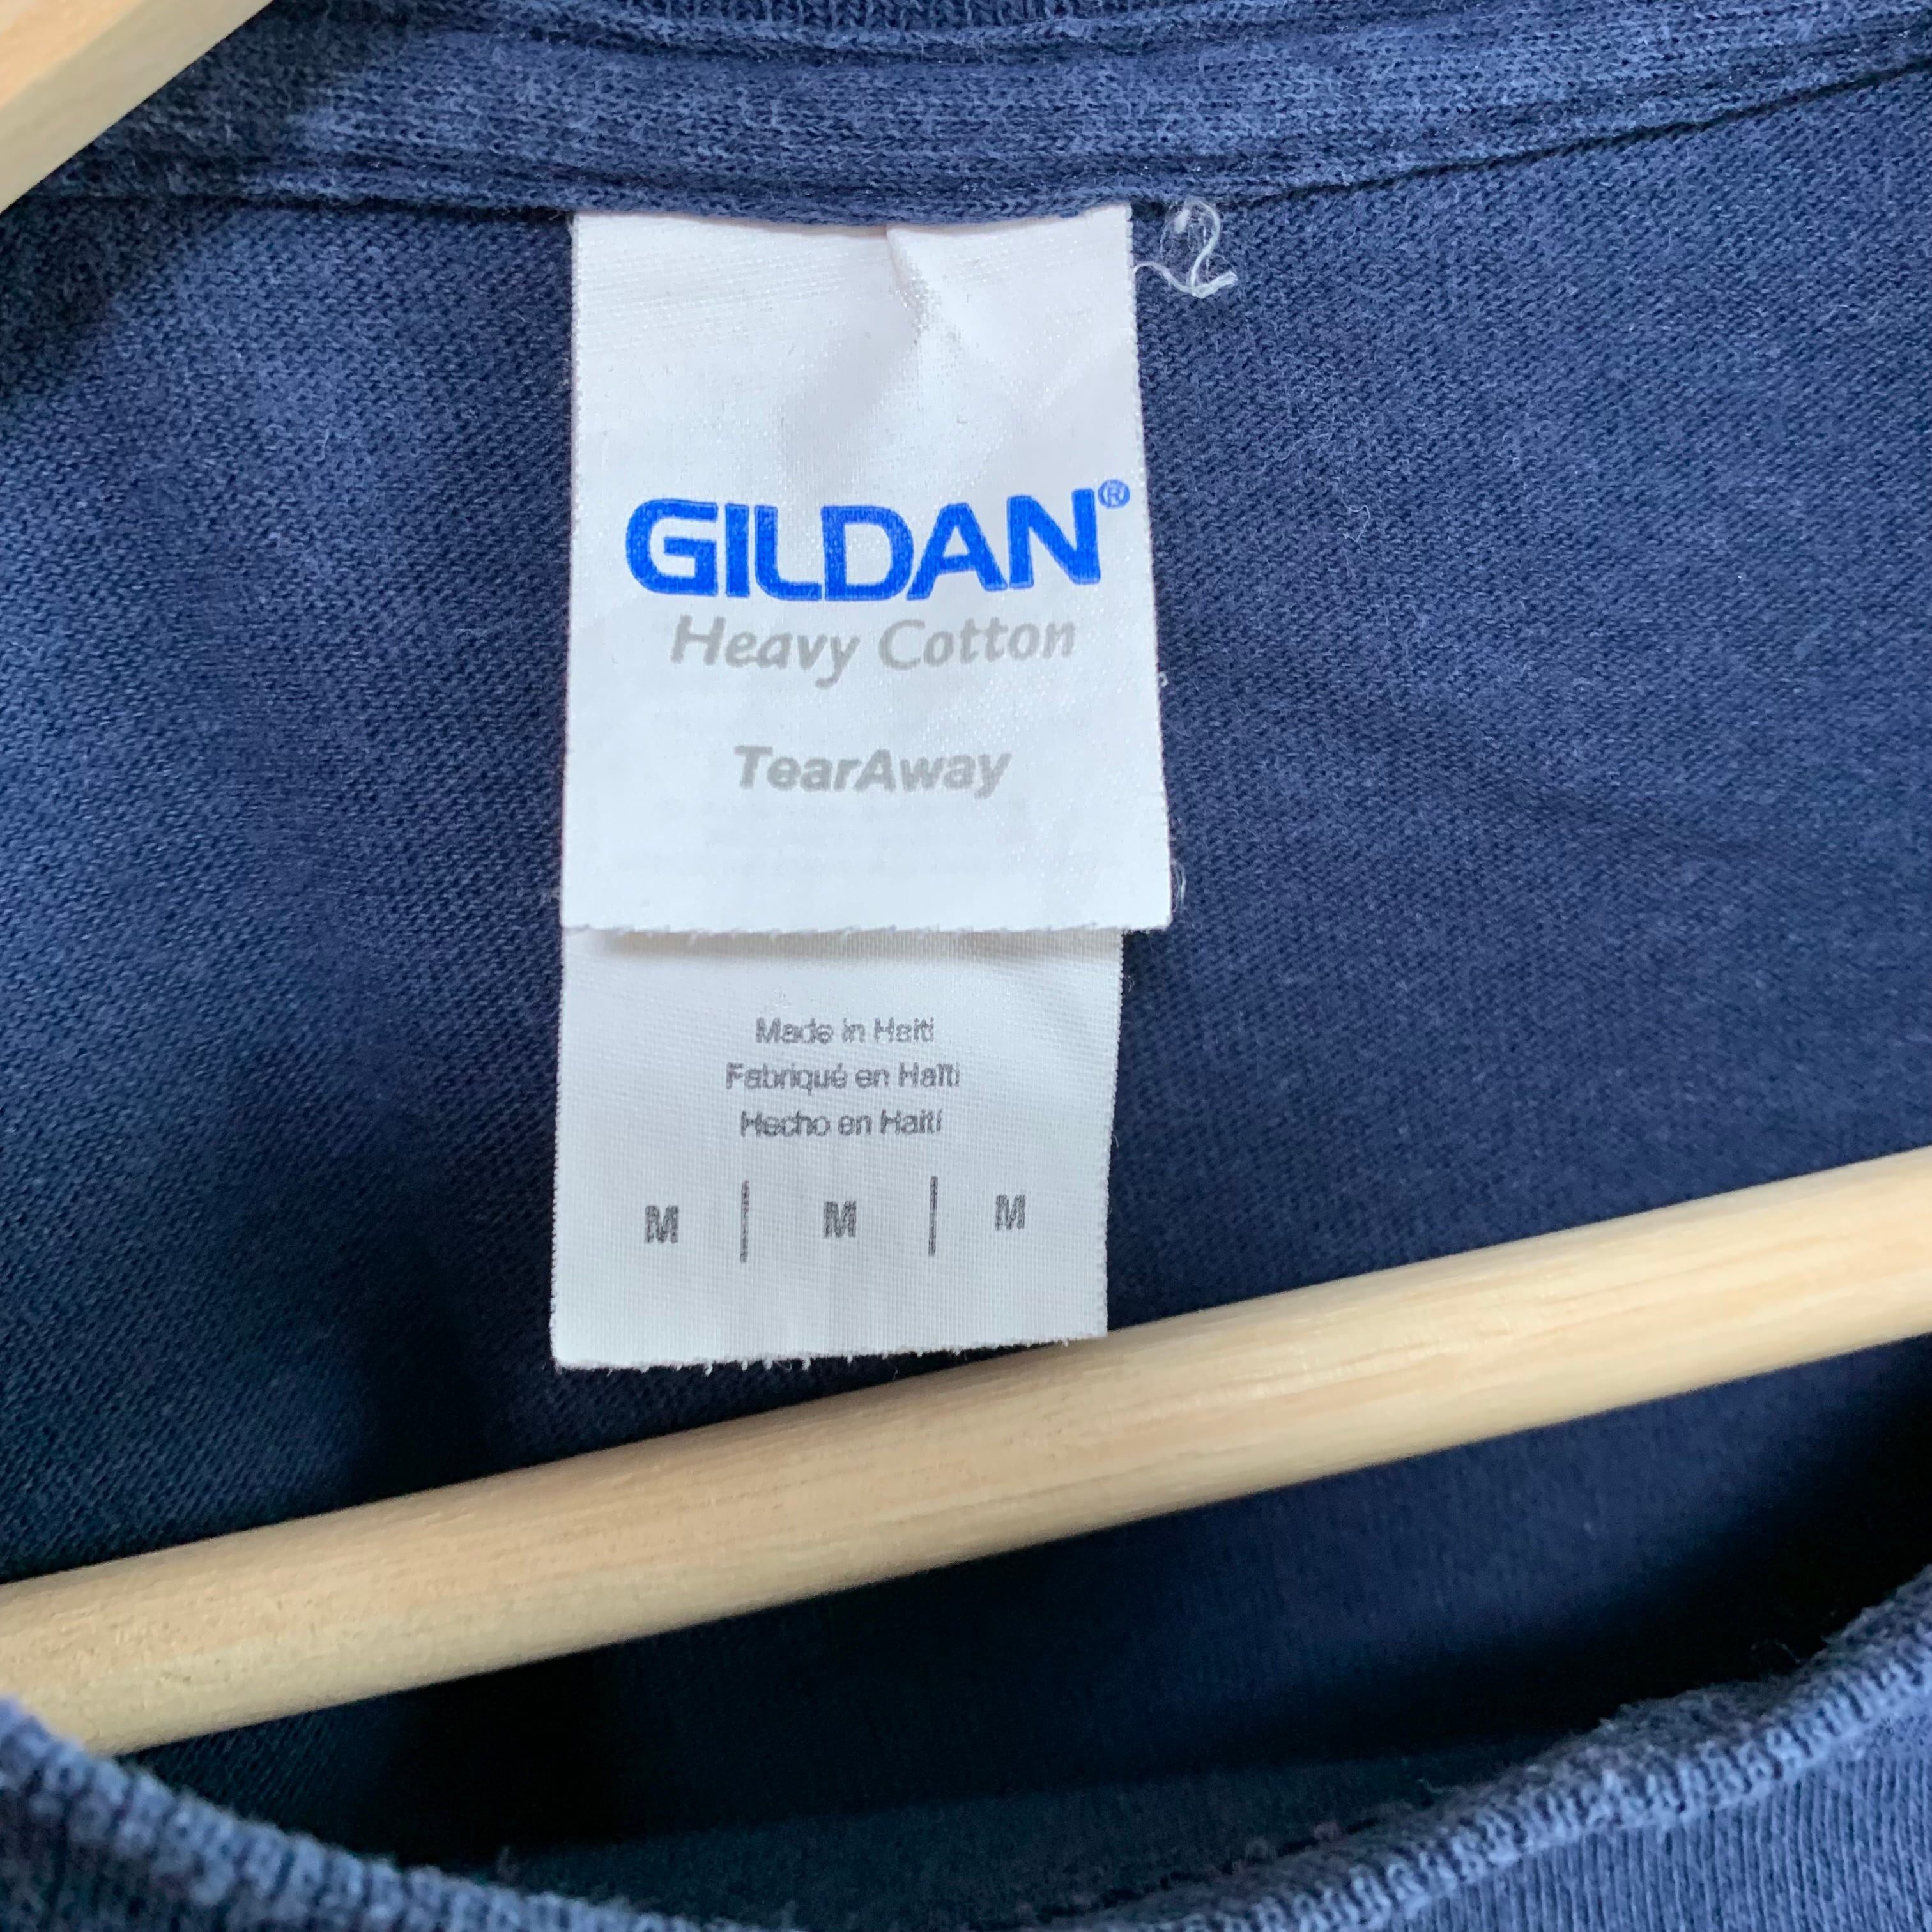 GILDAN®
Heavy Cotton
TearAway
Made in Haiti
Fabriqué en Haïti
Hecho en Haití
M | M | M